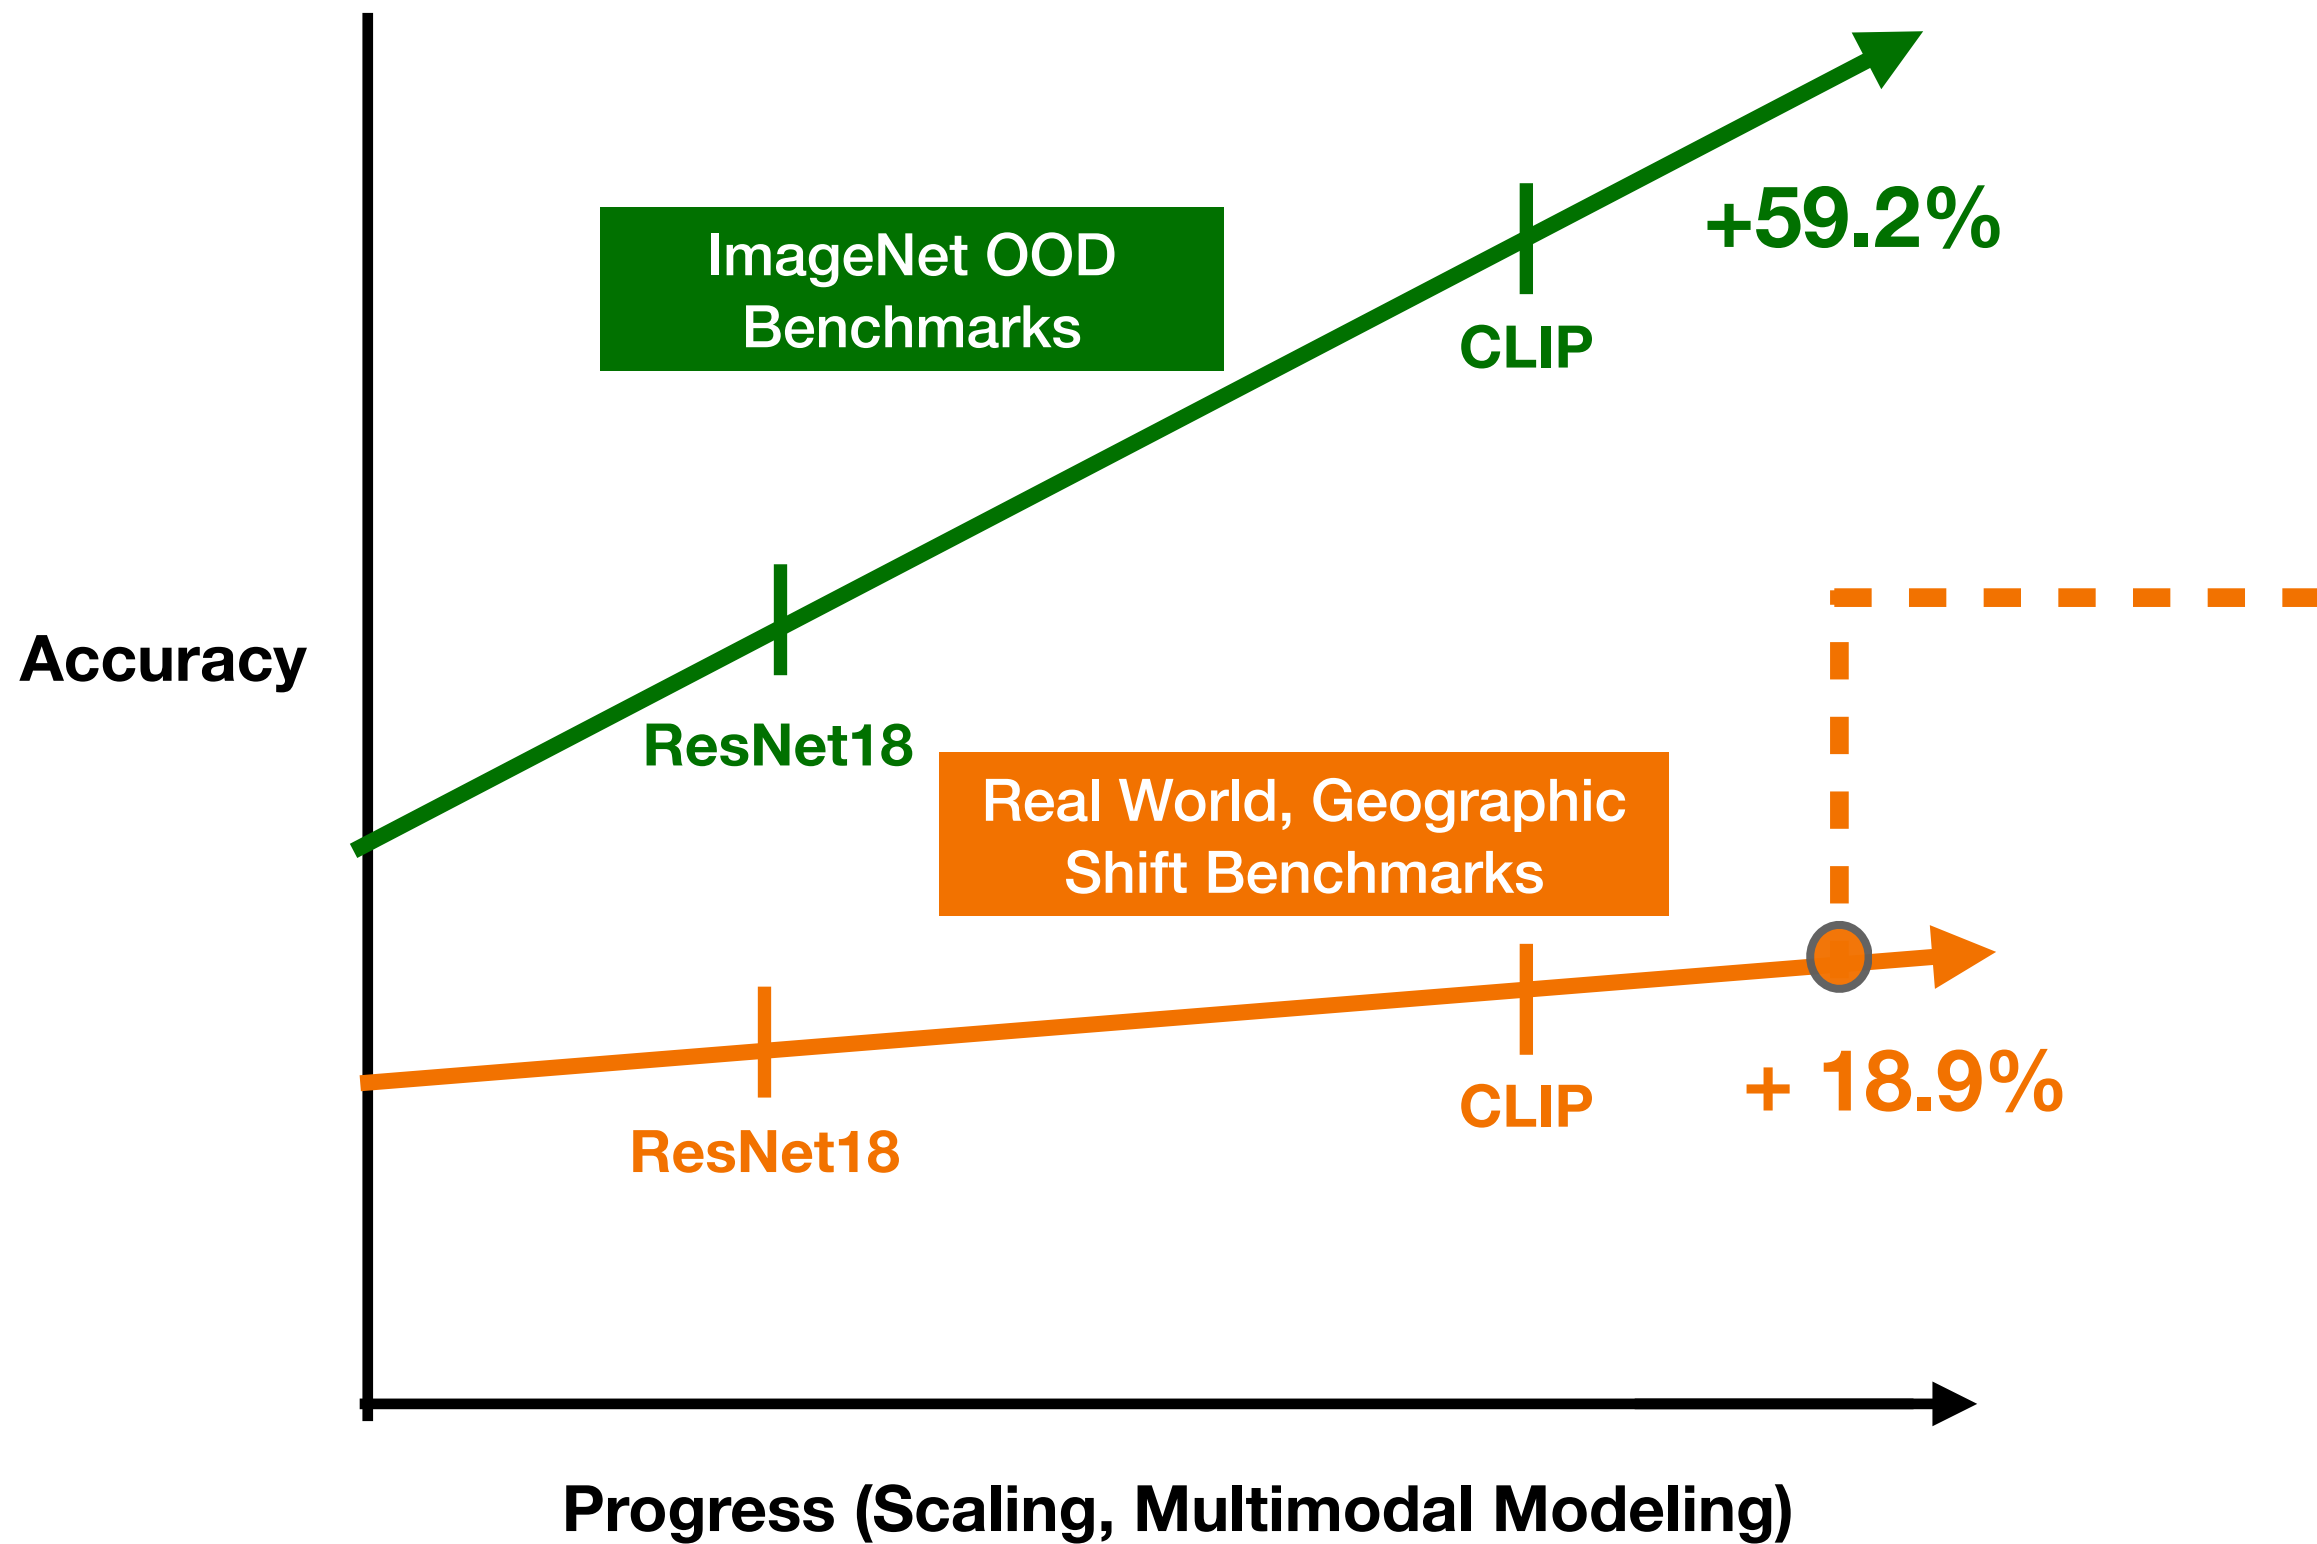 ImageNet OOD
Benchmarks
+59.2%
CLIP
Accuracy
ResNet18
Real World, Geographic
Shift Benchmarks
+ 18.9%
CLIP
ResNet18
Progress (Scaling, Multimodal Modeling)